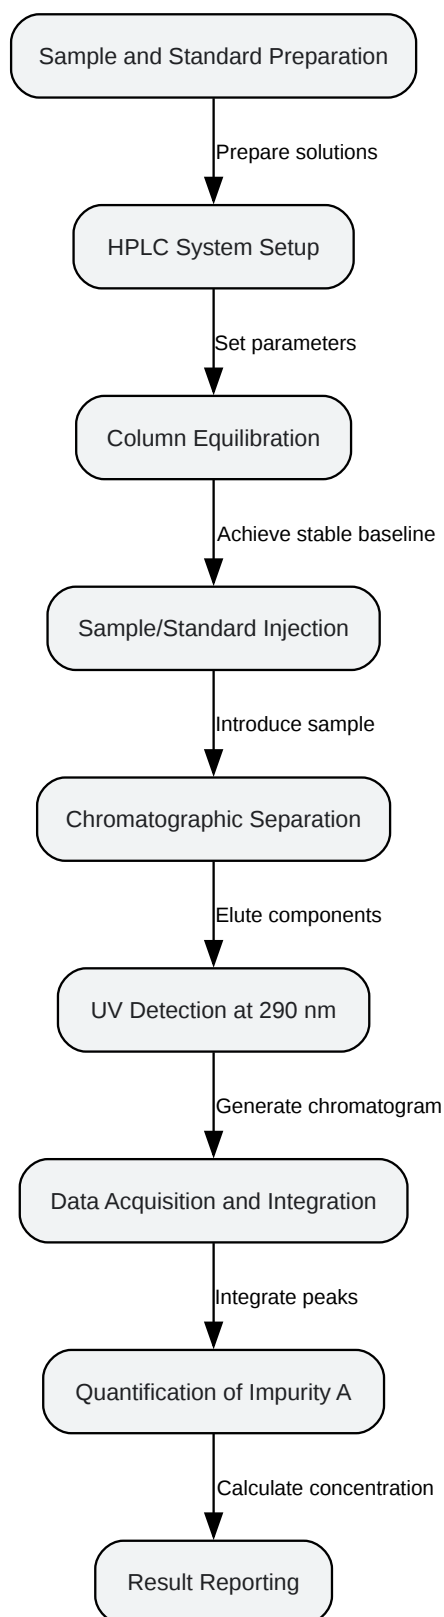 Sample and Standard Preparation
Prepare solutions
HPLC System Setup
Set parameters
Column Equilibration
Achieve stable baseline
Sample/Standard Injection
Introduce sample
Chromatographic Separation
Elute components
UV Detection at 290 nm
Generate chromatogram
Data Acquisition and Integration
Integrate peaks
Quantification of Impurity A
Calculate concentration
Result Reporting